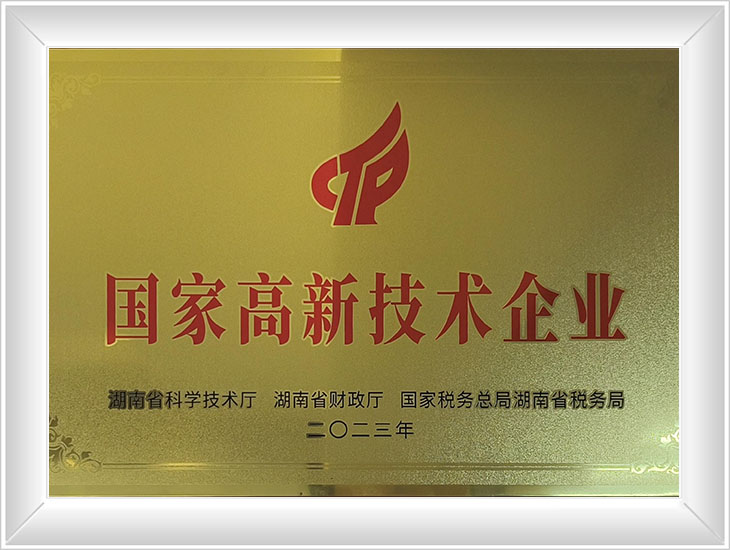 CTP
国家高新技术企业
湖南省科学技术厅 湖南省财政厅 国家税务总局湖南省税务局
二〇二三年